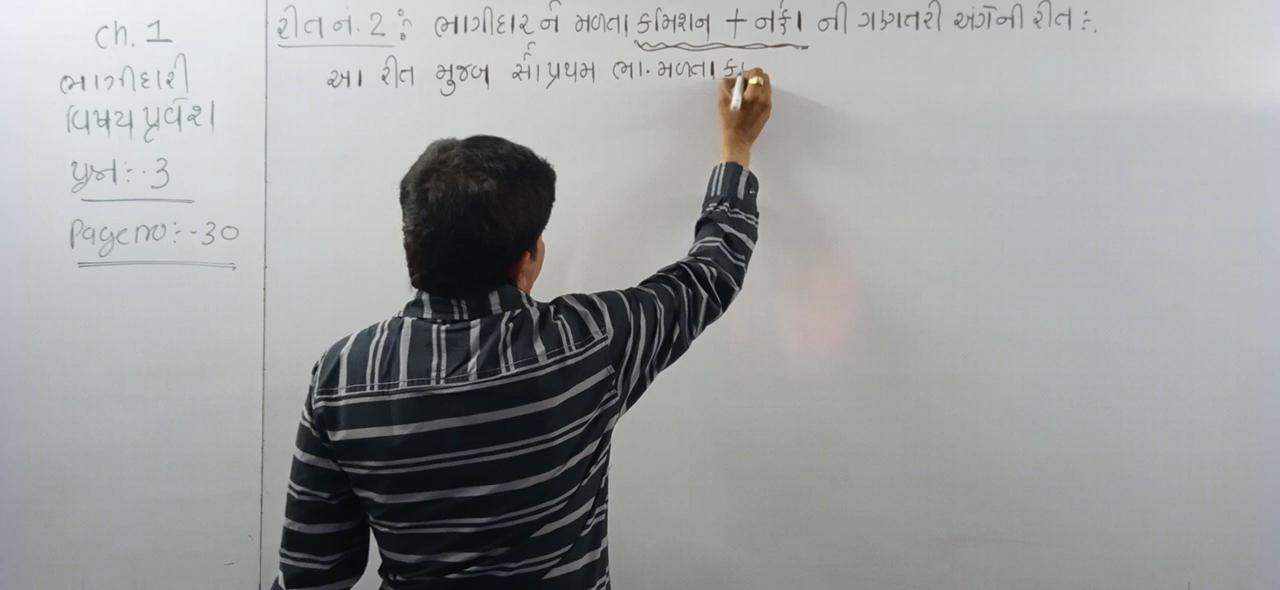 ch. 1
ભાગીદારી
વિષય પ્રવેશ
પ્રશ્ન:- 3
Page no:- 30
રીત નં. 2 : ભાગીદારને મળતા કમિશન + નફા ની ગણતરી અંગેની રીત :-
આ રીત મુજબ સૌ પ્રથમ ભા. મળતા ક